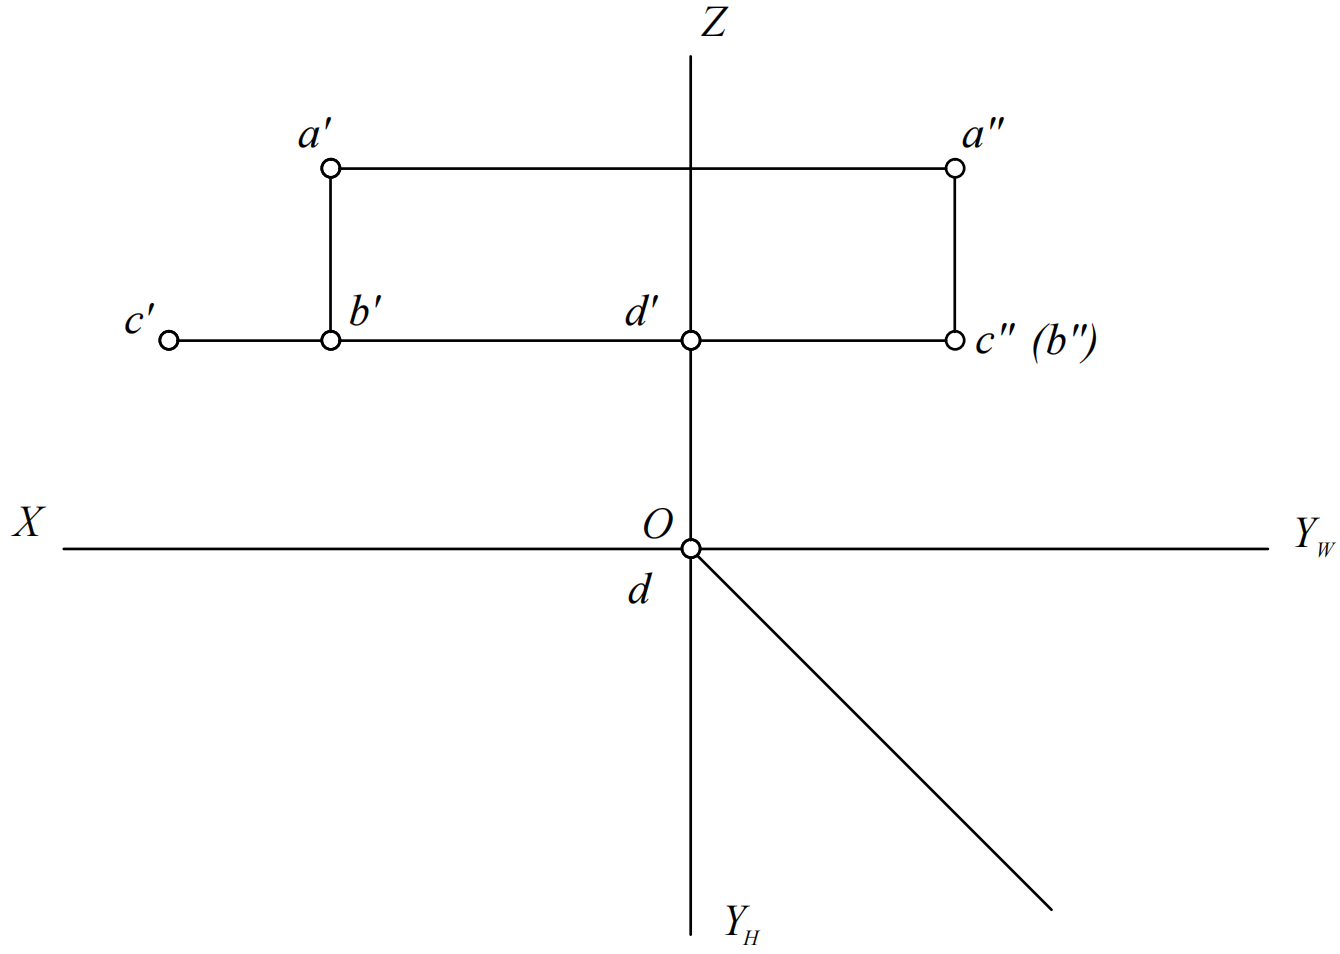 Z
a′ a″
c′ b′ d′ c″ (b″)
X O Y_W
d
Y_H